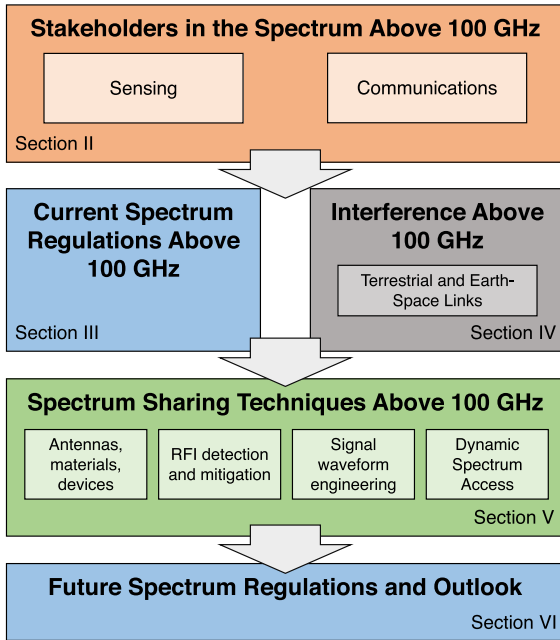 Stakeholders in the Spectrum Above 100 GHz
Sensing
Communications
Section II
Current Spectrum
Regulations Above
100 GHz
Section III
Interference Above
100 GHz
Terrestrial and Earth-
Space Links
Section IV
Spectrum Sharing Techniques Above 100 GHz
Antennas,
materials,
devices
RFI detection
and mitigation
Signal
waveform
engineering
Dynamic
Spectrum
Access
Section V
Future Spectrum Regulations and Outlook
Section VI